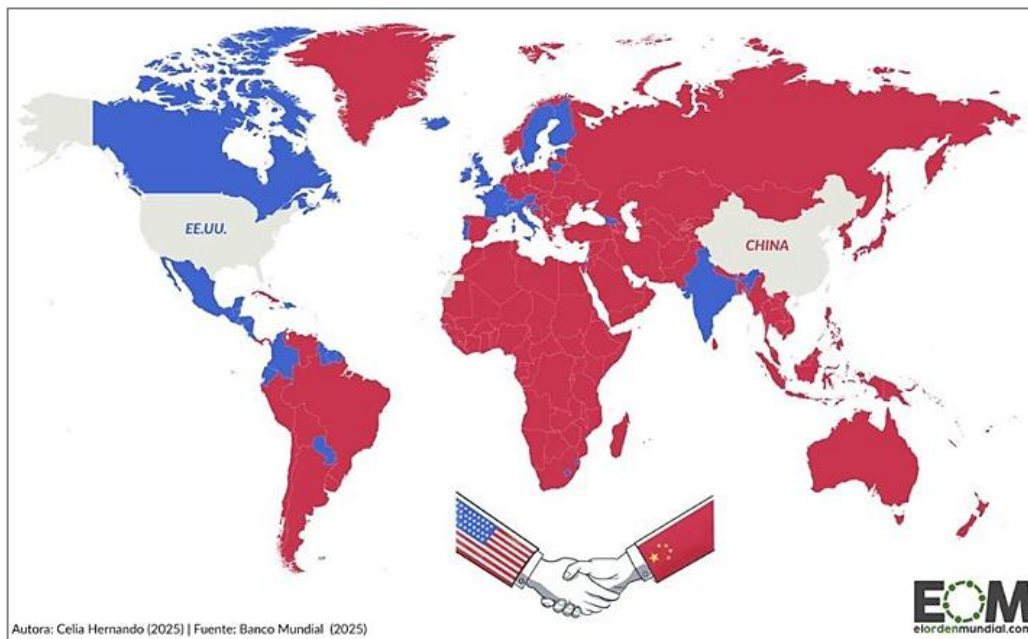 EE.UU.
CHINA
EOM
elordenmundial.com
Autora: Celia Hernando (2025) | Fuente: Banco Mundial (2025)